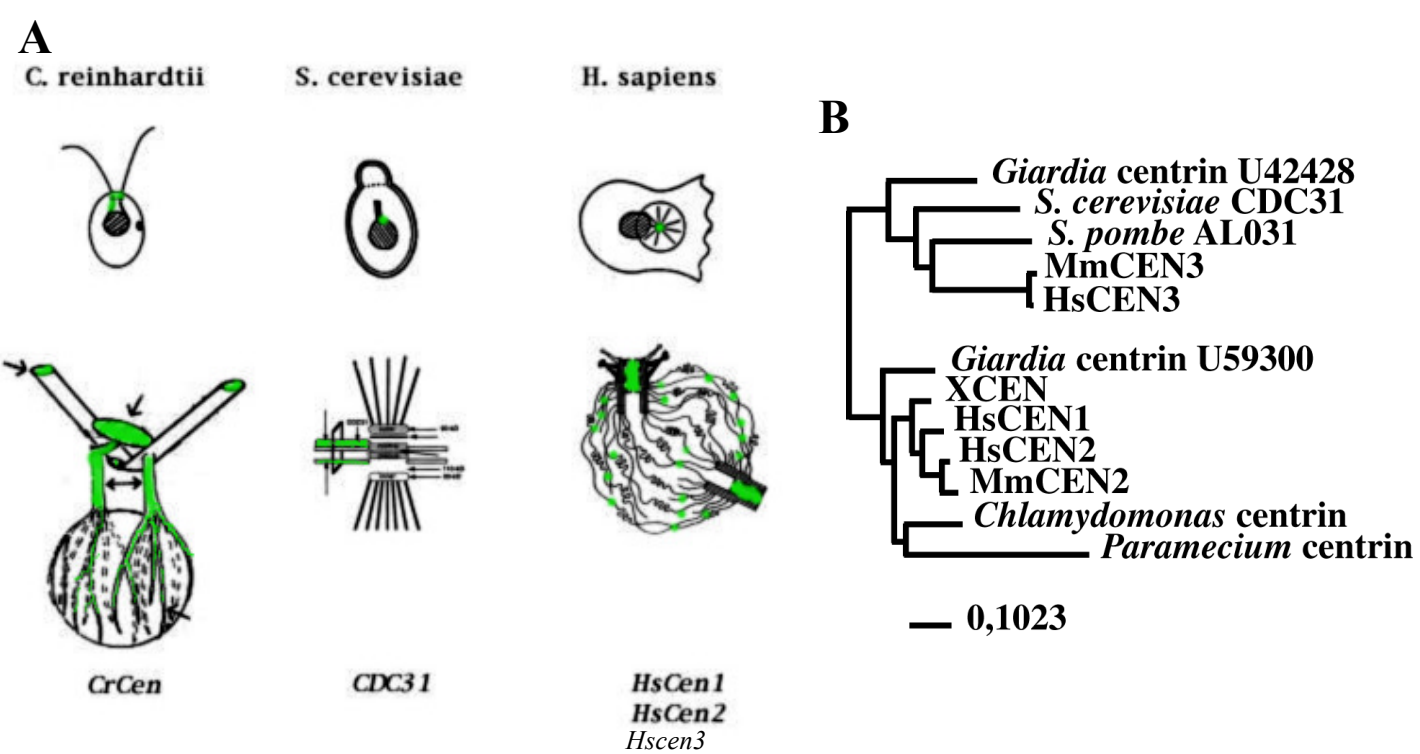 A
C. reinhardtii
S. cerevisiae
H. sapiens
CrCen
CDC31
HsCen1
HsCen2
Hscen3
B
Giardia centrin U42428
S. cerevisiae CDC31
S. pombe AL031
MmCEN3
HsCEN3
Giardia centrin U59300
XCEN
HsCEN1
HsCEN2
MmCEN2
Chlamydomonas centrin
Paramecium centrin
0,1023